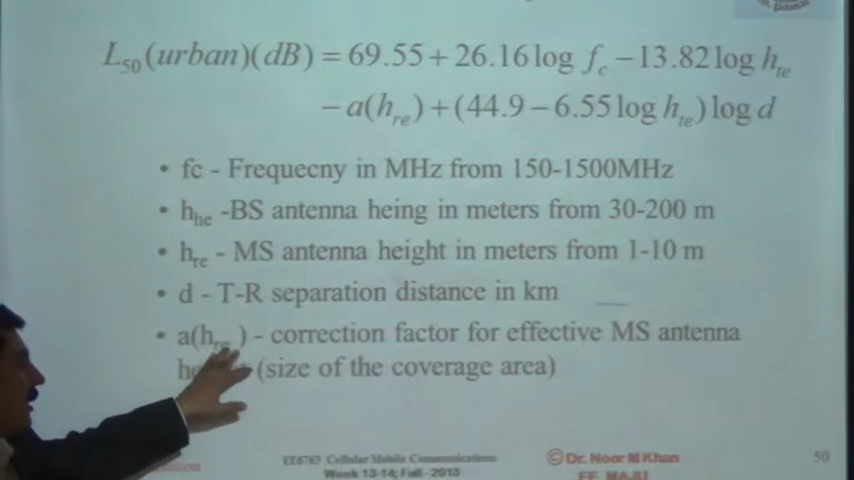 L50(urban)(dB) = 69.55 + 26.16 log fc − 13.82 log hte
− a(hre) + (44.9 − 6.55 log hte) log d
• fc - Frequecny in MHz from 150-1500MHz
• hhe -BS antenna heing in meters from 30-200 m
• hre - MS antenna height in meters from 1-10 m
• d - T-R separation distance in km
• a(hre ) - correction factor for effective MS antenna
(size of the coverage area)
EE6763 Cellular Mobile Communications
Week 13-14; Fall - 2013
© Dr. Noor M Khan
EE, MAJU
50